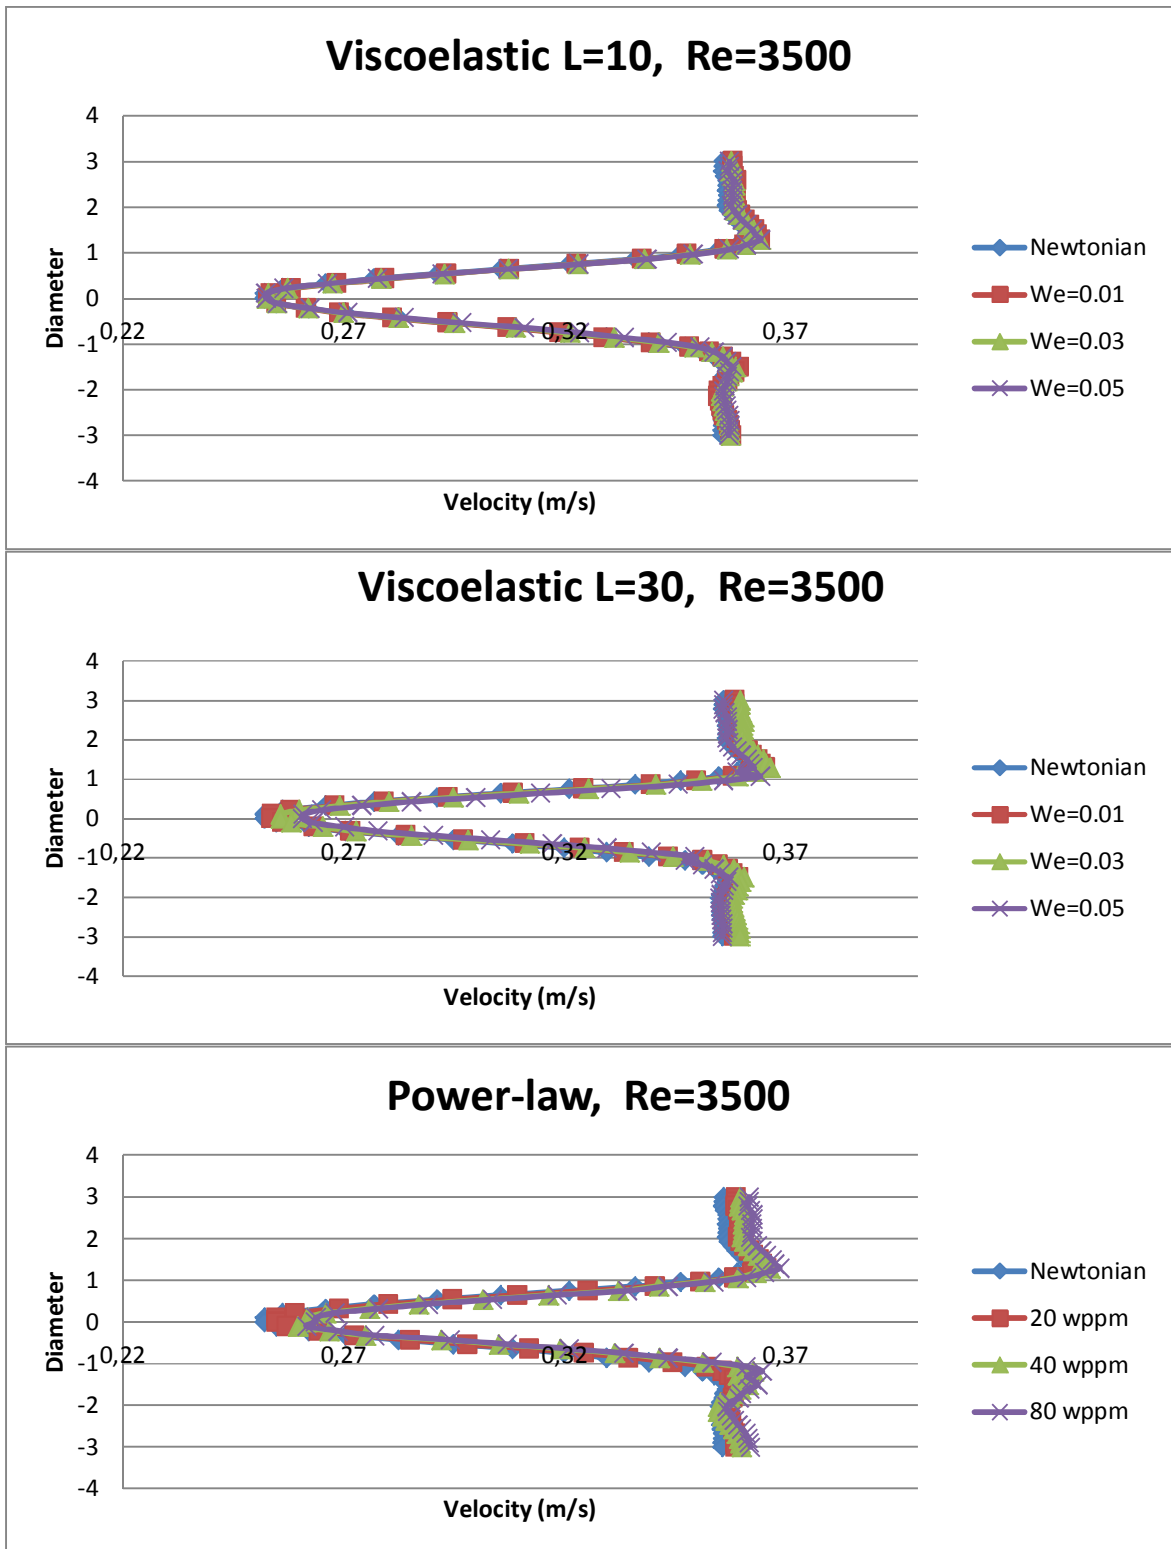 Viscoelastic L=10,  Re=3500
4
3
2
1
0
-1
-2
-3
-4
0,22
0,27
0,32
0,37
Diameter
Velocity (m/s)
Newtonian
We=0.01
We=0.03
We=0.05
Viscoelastic L=30,  Re=3500
4
3
2
1
0
-1
-2
-3
-4
0,22
0,27
0,32
0,37
Diameter
Velocity (m/s)
Newtonian
We=0.01
We=0.03
We=0.05
Power-law,  Re=3500
4
3
2
1
0
-1
-2
-3
-4
0,22
0,27
0,32
0,37
Diameter
Velocity (m/s)
Newtonian
20 wppm
40 wppm
80 wppm